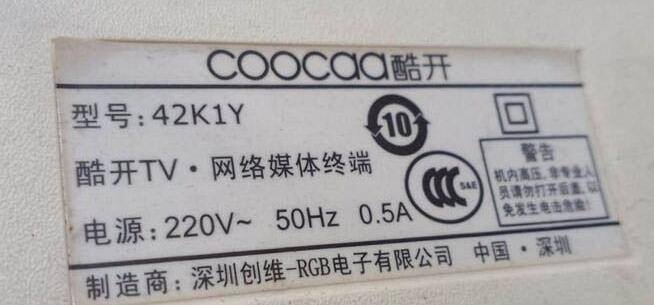 coocaa酷开
型号:42K1Y
10
酷开TV·网络媒体终端
S&E
电源:220V~ 50Hz 0.5A
警告
机内高压,非专业人
员请勿打开后盖,以
免发生电击危险!
制造商:深圳创维-RGB电子有限公司 中国·深圳